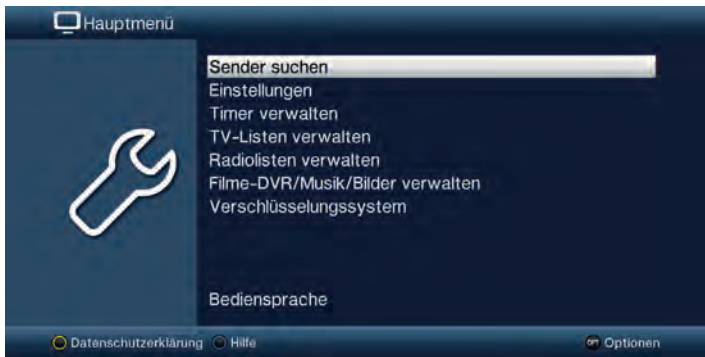 Hauptmenü
Sender suchen
Einstellungen
Timer verwalten
TV-Listen verwalten
Radiolisten verwalten
Filme-DVR/Musik/Bilder verwalten
Verschlüsselungssystem
Bediensprache
Datenschutzerklärung Hilfe OPT Optionen